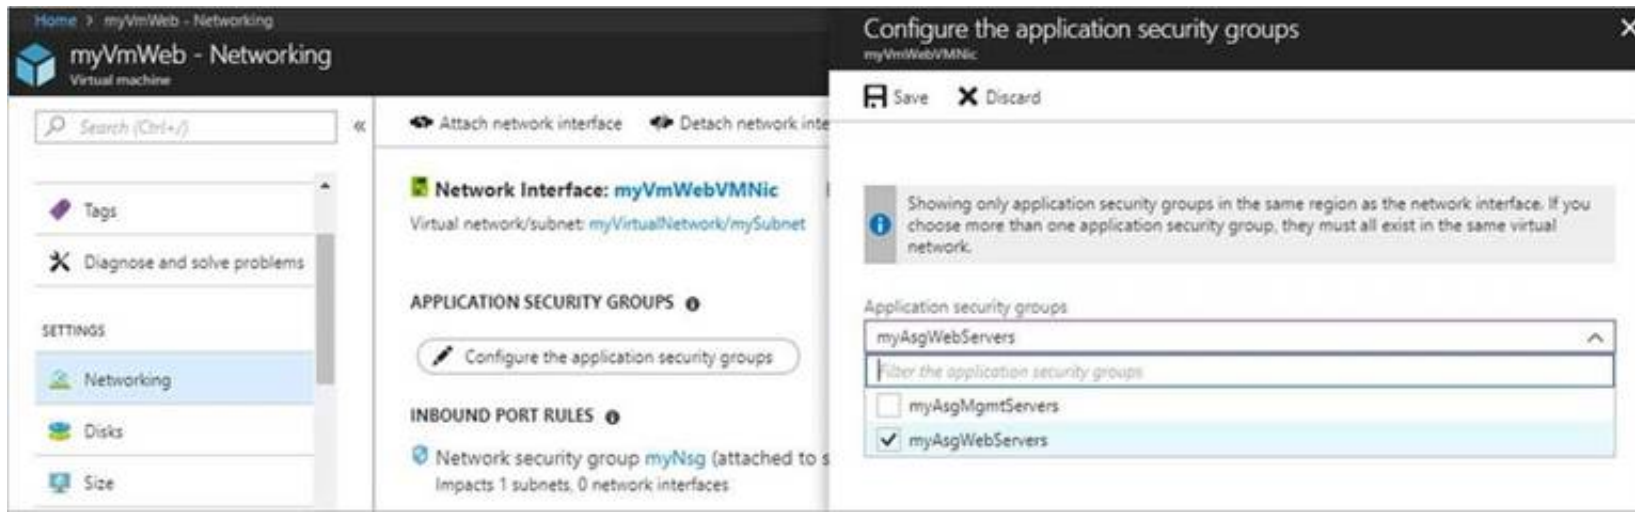 Home > myVmWeb - Networking
myVmWeb - Networking
Virtual machine
Search (Ctrl+/)
«
Tags
Diagnose and solve problems
SETTINGS
Networking
Disks
Size
Attach network interface
Detach network inte
Network Interface: myVmWebVMNic
Virtual network/subnet: myVirtualNetwork/mySubnet
APPLICATION SECURITY GROUPS
Configure the application security groups
INBOUND PORT RULES
Network security group myNsg (attached to s
Impacts 1 subnets, 0 network interfaces
Configure the application security groups
myVmWebVMNic
Save
Discard
Showing only application security groups in the same region as the network interface. If you
choose more than one application security group, they must all exist in the same virtual
network.
Application security groups
myAsgWebServers
Filter the application security groups
myAsgMgmtServers
myAsgWebServers